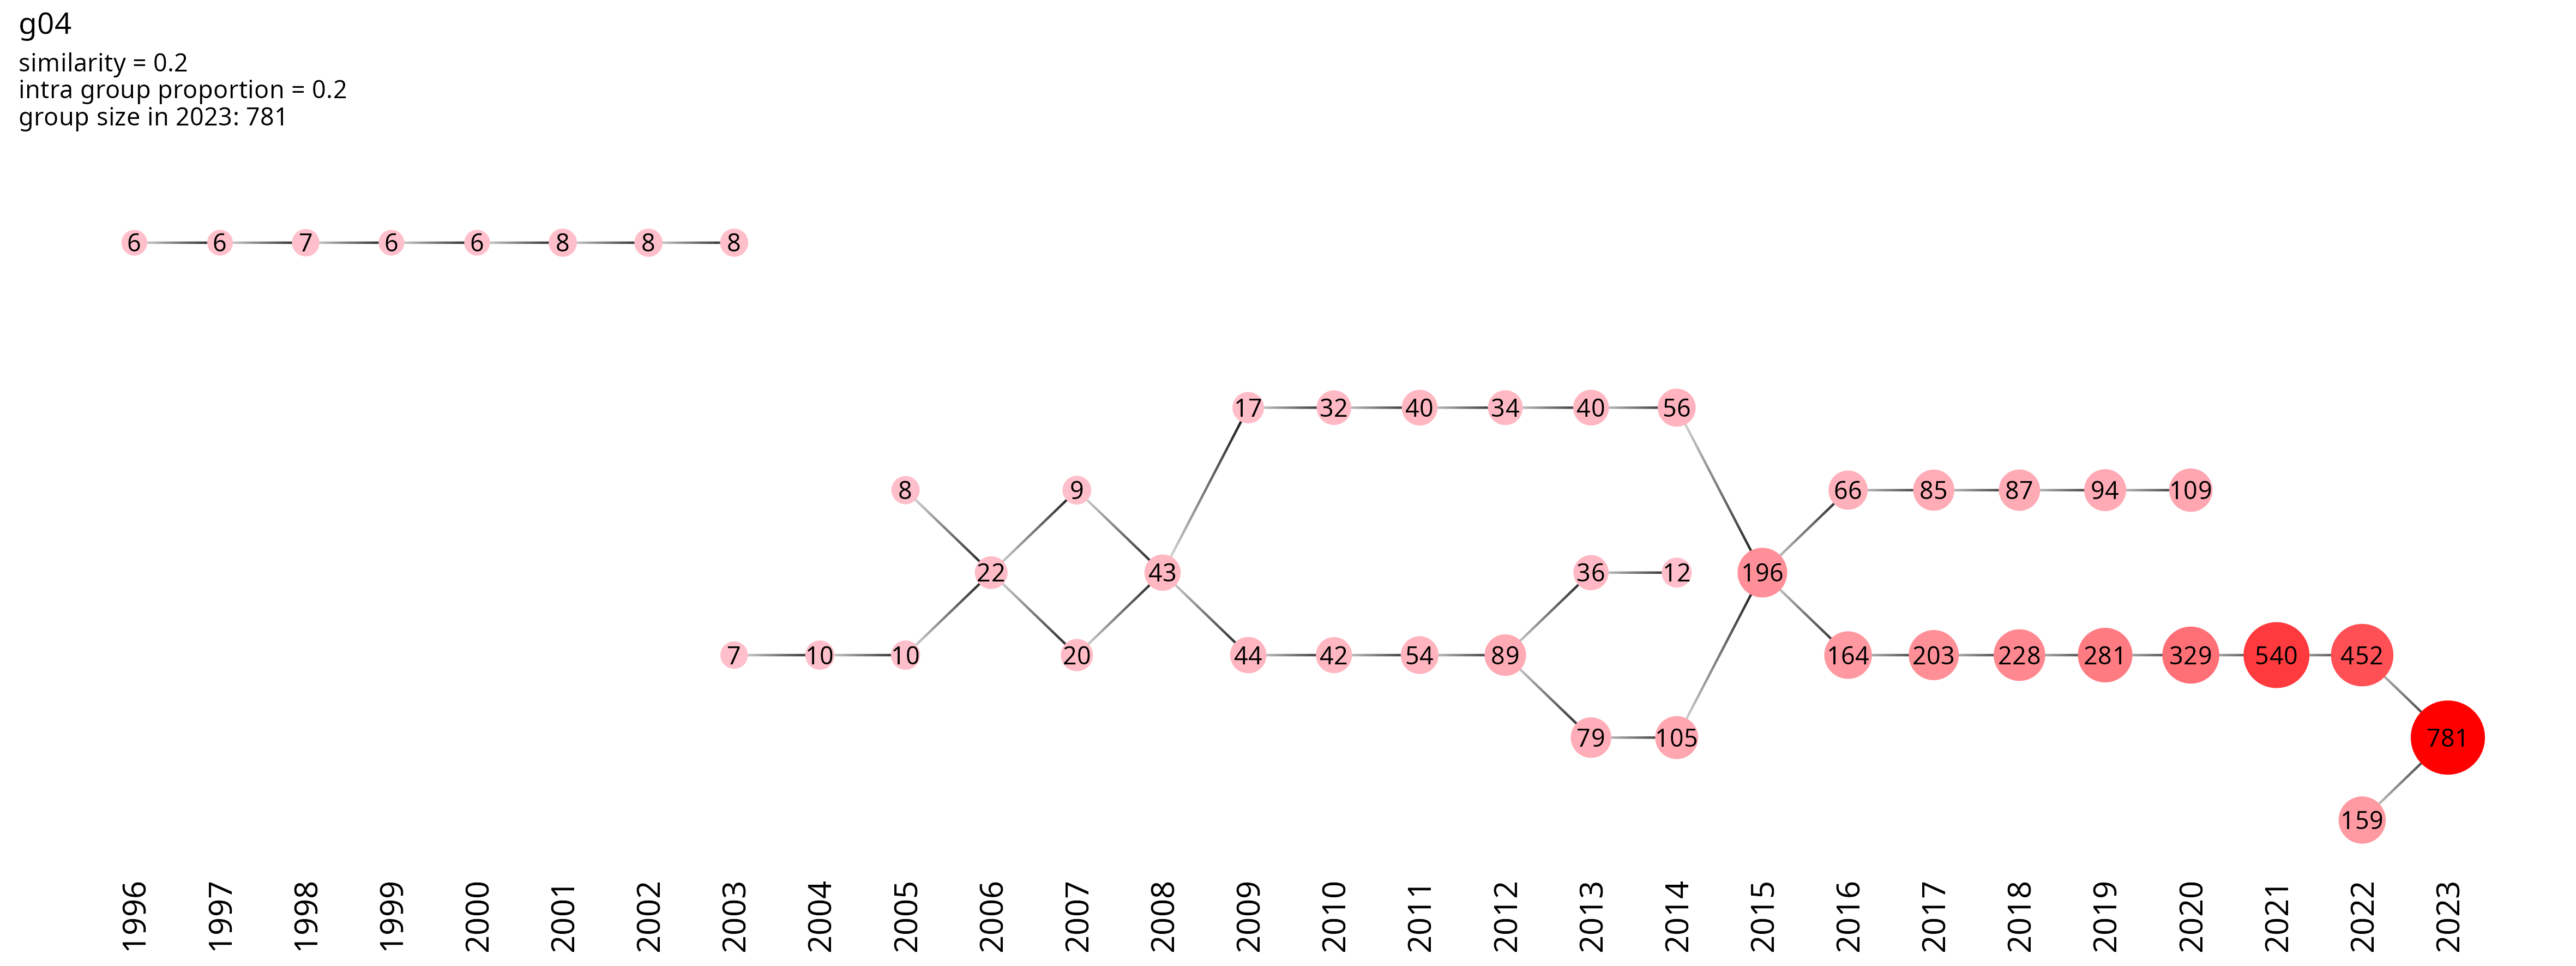 g04
similarity = 0.2
intra group proportion = 0.2
group size in 2023: 781
6 6 7 6 6 8 8 8
17 32 40 34 40 56
8 9 66 85 87 94 109
22 43 36 12 196
7 10 10 20 44 42 54 89 164 203 228 281 329 540 452
79 105 781
159
1996 1997 1998 1999 2000 2001 2002 2003 2004 2005 2006 2007 2008 2009 2010 2011 2012 2013 2014 2015 2016 2017 2018 2019 2020 2021 2022 2023